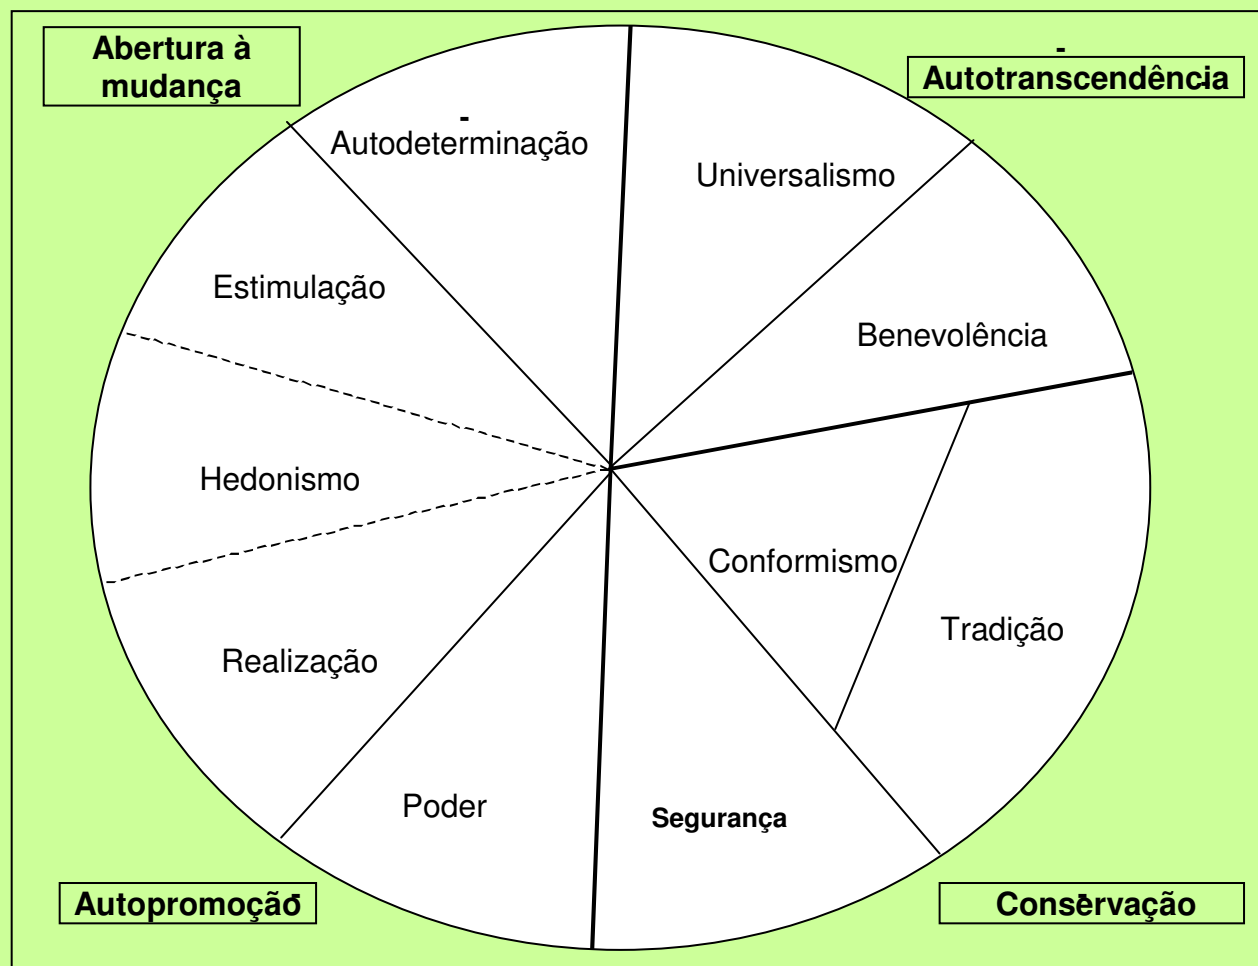 Abertura à
mudança
Autotranscendência
Autodeterminação
Universalismo
Estimulação
Benevolência
Hedonismo
Conformismo
Tradição
Realização
Poder
Segurança
Autopromoção
Conservação